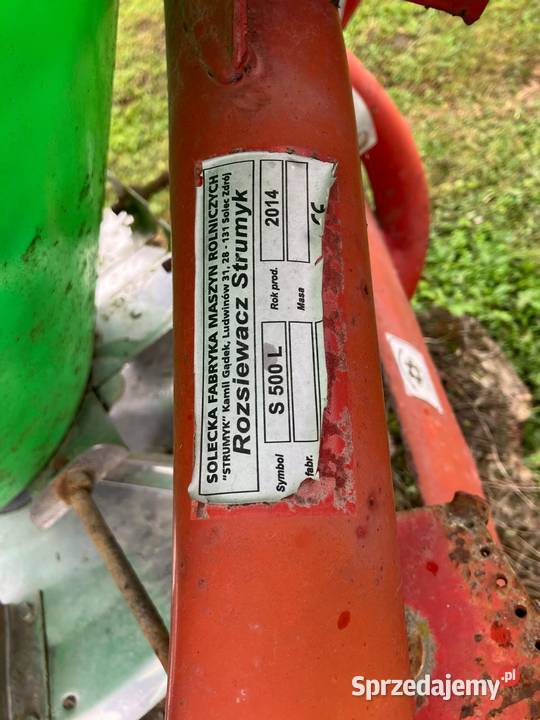 SOLECKA FABRYKA MASZYN ROLNICZYCH
"STRUMYK" Kamil Gądek, Ludwinów 31, 28 - 131 Solec Zdrój
Rozsiewacz Strumyk
Symbol S 500 L Rok prod. 2014
fabr. Masa
Sprzedajemy.pl